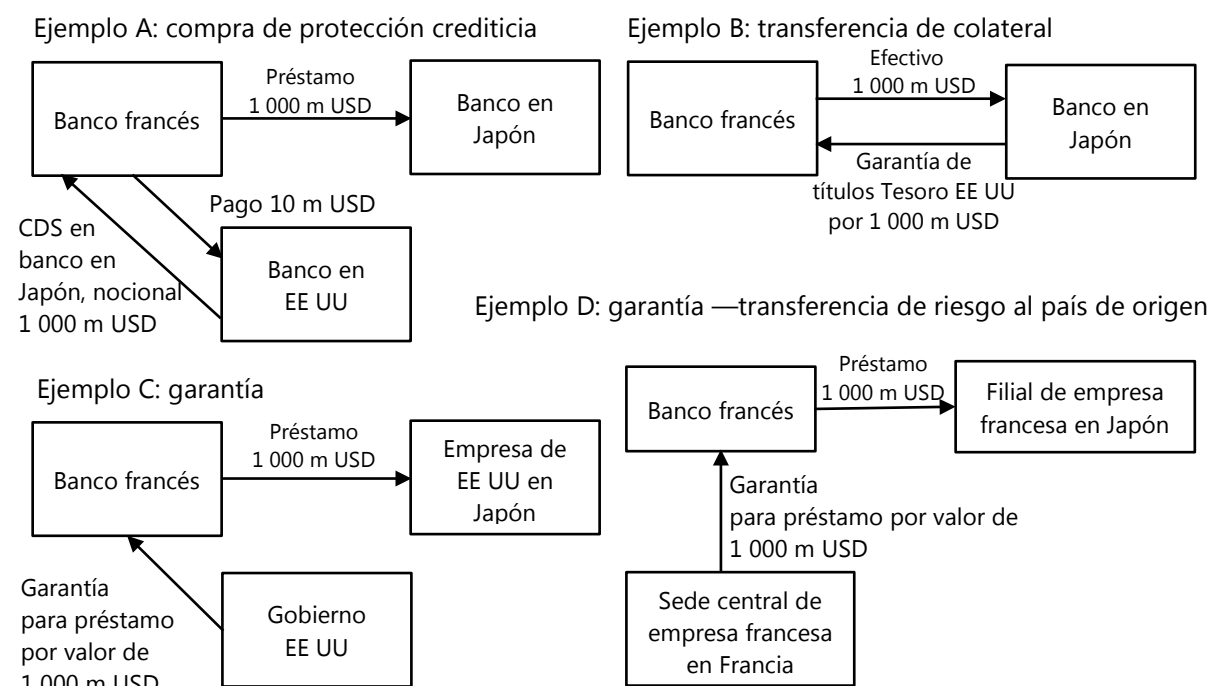 Ejemplo A: compra de protección crediticia
Banco francés
Préstamo
1 000 m USD
Banco en
Japón
Pago 10 m USD
CDS en
banco en
Japón, nocional
1 000 m USD
Banco en
EE UU
Ejemplo B: transferencia de colateral
Banco francés
Efectivo
1 000 m USD
Banco en
Japón
Garantía de
títulos Tesoro EE UU
por 1 000 m USD
Ejemplo C: garantía
Banco francés
Préstamo
1 000 m USD
Empresa de
EE UU en
Japón
Garantía
para préstamo
por valor de
1 000 m USD
Gobierno
EE UU
Ejemplo D: garantía —transferencia de riesgo al país de origen
Banco francés
Préstamo
1 000 m USD
Filial de empresa
francesa en Japón
Garantía
para préstamo por valor de
1 000 m USD
Sede central de
empresa francesa
en Francia